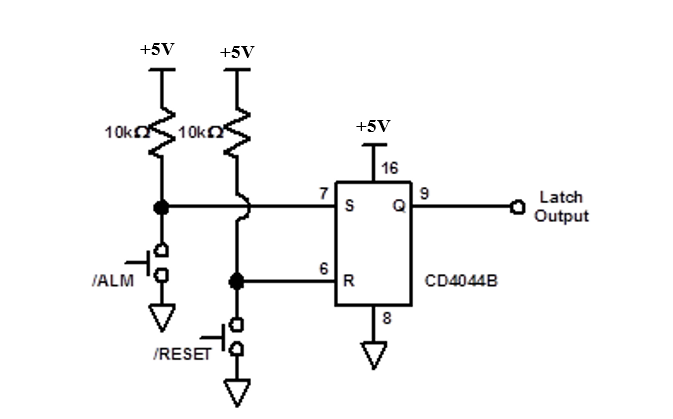 +5V
+5V
10kΩ
10kΩ
+5V
16
7
S
Q
9
Latch
Output
6
R
CD4044B
/ALM
8
/RESET